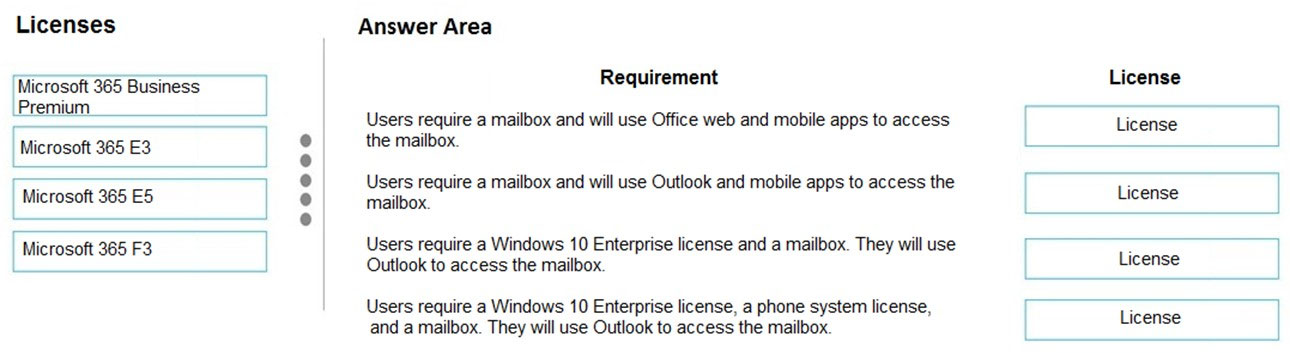 Licenses
Answer Area
Requirement
License
Microsoft 365 Business
Premium
Microsoft 365 E3
Microsoft 365 E5
Microsoft 365 F3
Users require a mailbox and will use Office web and mobile apps to access
the mailbox.
License
Users require a mailbox and will use Outlook and mobile apps to access the
mailbox.
License
Users require a Windows 10 Enterprise license and a mailbox. They will use
Outlook to access the mailbox.
License
Users require a Windows 10 Enterprise license, a phone system license,
and a mailbox. They will use Outlook to access the mailbox.
License